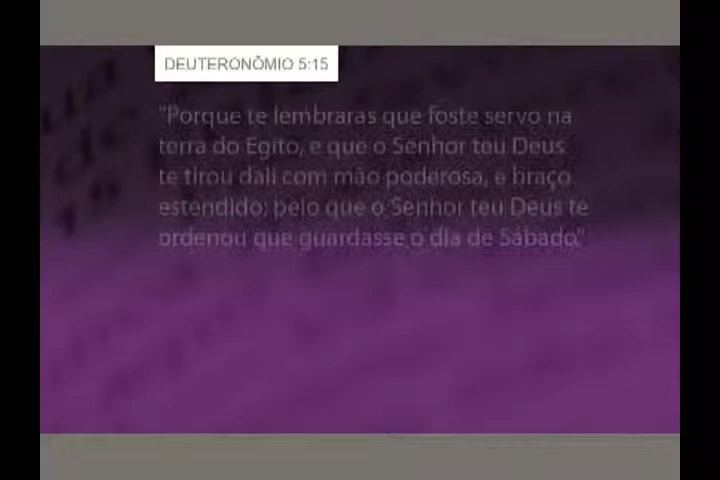 DEUTERONÔMIO 5:15
"Porque te lembraras que foste servo na
terra do Egito, e que o Senhor teu Deus
te tirou dali com mão poderosa, e braço
estendido; pelo que o Senhor teu Deus te
ordenou que guardasse o dia de Sábado."